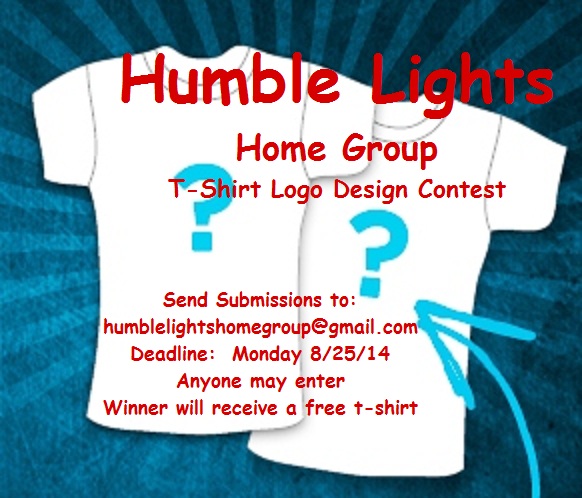 Humble Lights
Home Group
T-Shirt Logo Design Contest
?
?
Send Submissions to:
humblelightshomegroup@gmail.com
Deadline:  Monday 8/25/14
Anyone may enter
Winner will receive a free t-shirt